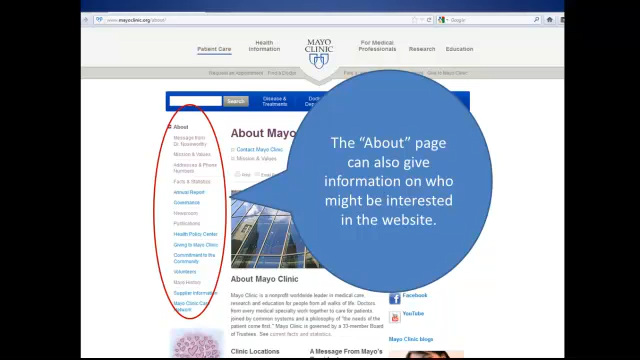 www.mayoclinic.org/about/
Google
Patient Care
Health Information
MAYO CLINIC
For Medical Professionals
Research
Education
Request an Appointment
Find a Doctor
Give to Mayo Clinic
Search
Disease & Treatments
About
Message from Dr. Noseworthy
Mission & Values
Addresses & Phone Numbers
Facts & Statistics
Annual Report
Governance
Newsroom
Publications
Health Policy Center
Giving to Mayo Clinic
Commitment to the Community
Volunteers
Supplier Information
Mayo Clinic Care Network
About Mayo
Contact Mayo Clinic
Mission & Values
The “About” page
can also give
information on who
might be interested
in the website.
About Mayo Clinic
Mayo Clinic is a nonprofit worldwide leader in medical care,
research and education for people from all walks of life. Doctors
from every medical specialty work together to care for patients,
joined by common systems and a philosophy of "the needs of the
patient come first." Mayo Clinic is governed by a 33-member Board
of Trustees. See current facts and statistics.
Clinic Locations
A Message From Mayo's
Facebook
YouTube
Mayo Clinic blogs